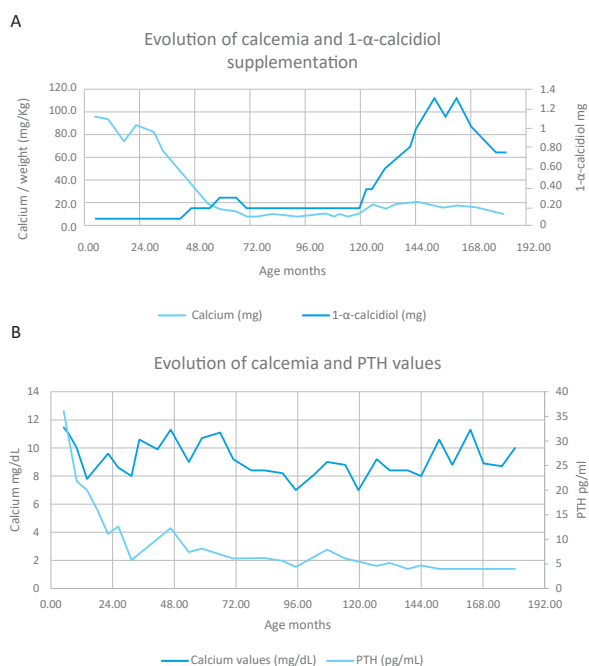 A
Evolution of calcemia and 1-α-calcidiol
supplementation
Calcium / weight (mg/Kg)
120.0
100.0
80.0
60.0
40.0
20.0
0.0
1.4
1.2
1
0.80
0.60
0.40
0.20
0
1-α-calcidiol mg
0.00 24.00 48.00 72.00 96.00 120.00 144.00 168.00 192.00
Age months
Calcium (mg) 1-α-calcidiol (mg)
B
Evolution of calcemia and PTH values
Calcium mg/dL
14
12
10
8
6
4
2
0
40
35
30
25
20
15
10
5
0
PTH pg/ml
0.00 24.00 48.00 72.00 96.00 120.00 144.00 168.00 192.00
Age months
Calcium values (mg/dL) PTH (pg/mL)